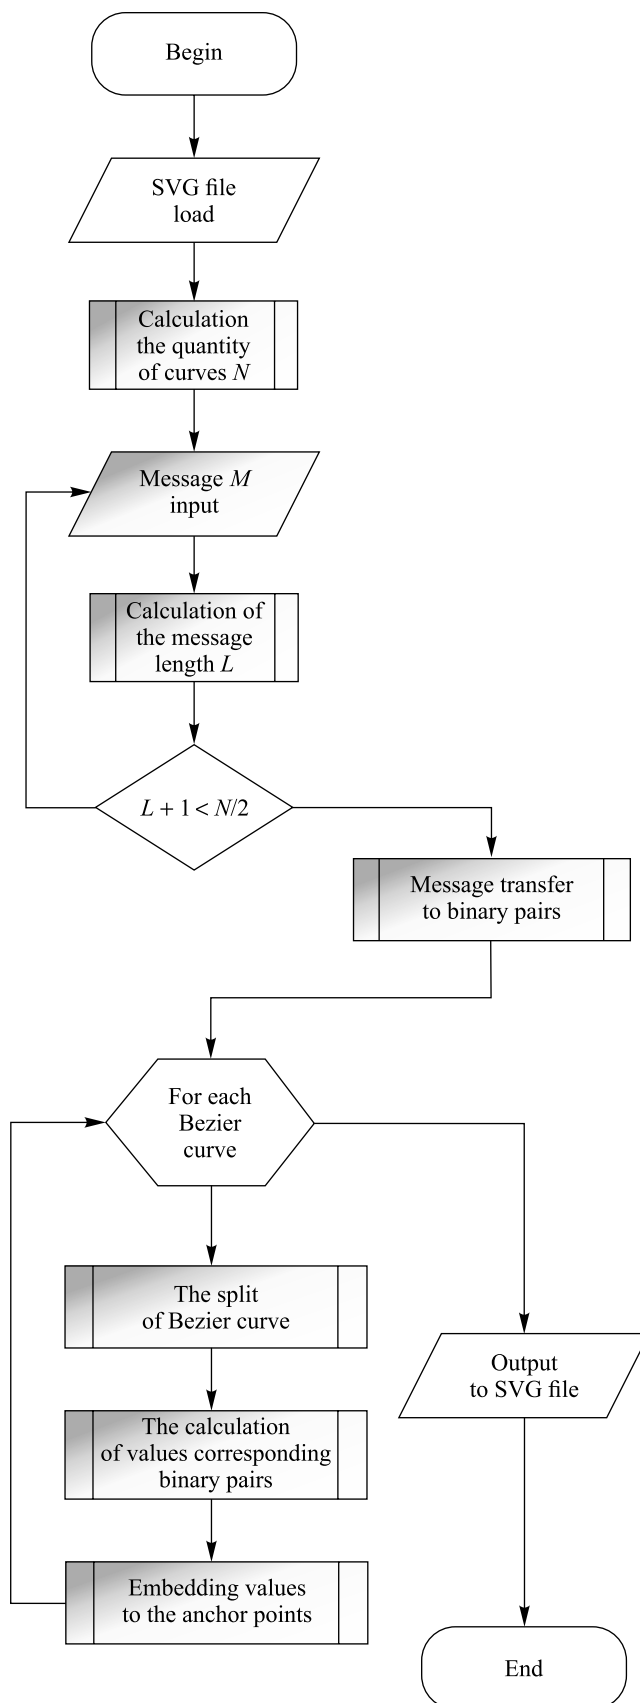 Begin
SVG file
load
Calculation
the quantity
of curves N
Message M
input
Calculation of
the message
length L
L + 1 < N/2
Message transfer
to binary pairs
For each
Bezier
curve
The split
of Bezier curve
The calculation
of values corresponding
binary pairs
Embedding values
to the anchor points
Output
to SVG file
End